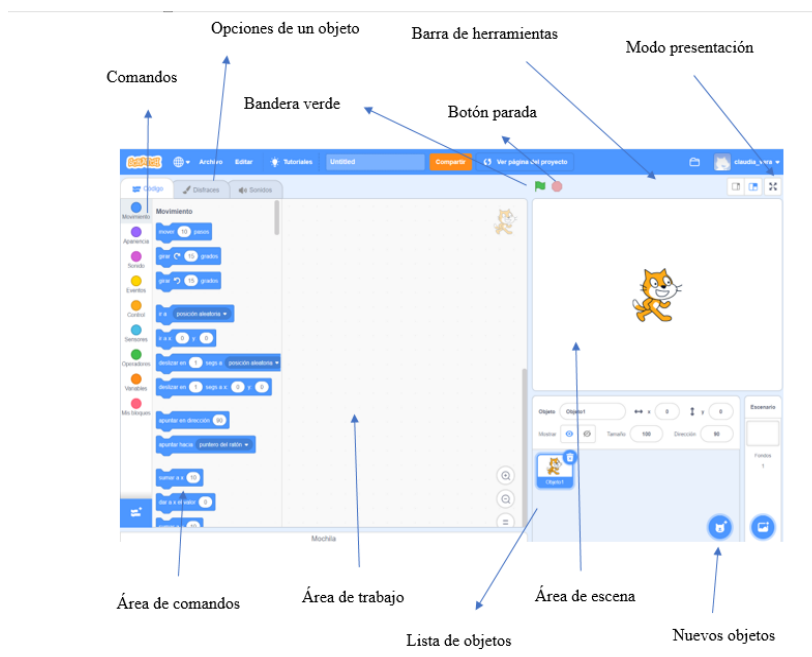 Opciones de un objeto
Barra de herramientas
Modo presentación
Comandos
Bandera verde
Botón parada
SCRATCH
Archivo
Editar
Tutoriales
Untitled
Compartir
Ver página del proyecto
claudia_vera
Código
Disfraces
Sonidos
Movimiento
Apariencia
Sonido
Eventos
Control
Sensores
Operadores
Variables
Mis bloques
Movimiento
mover 10 pasos
girar 15 grados
girar 15 grados
ir a posición aleatoria
ir a x: 0 y: 0
deslizar en 1 segs a posición aleatoria
deslizar en 1 segs a x: 0 y: 0
apuntar en dirección 90
apuntar hacia puntero del ratón
sumar a x 10
dar a x el valor 0
Mochila
Objeto Objeto1 x 0 y 0
Mostrar Tamaño 100 Dirección 90
Objeto1
Escenario
Fondos
1
Área de comandos
Área de trabajo
Área de escena
Lista de objetos
Nuevos objetos